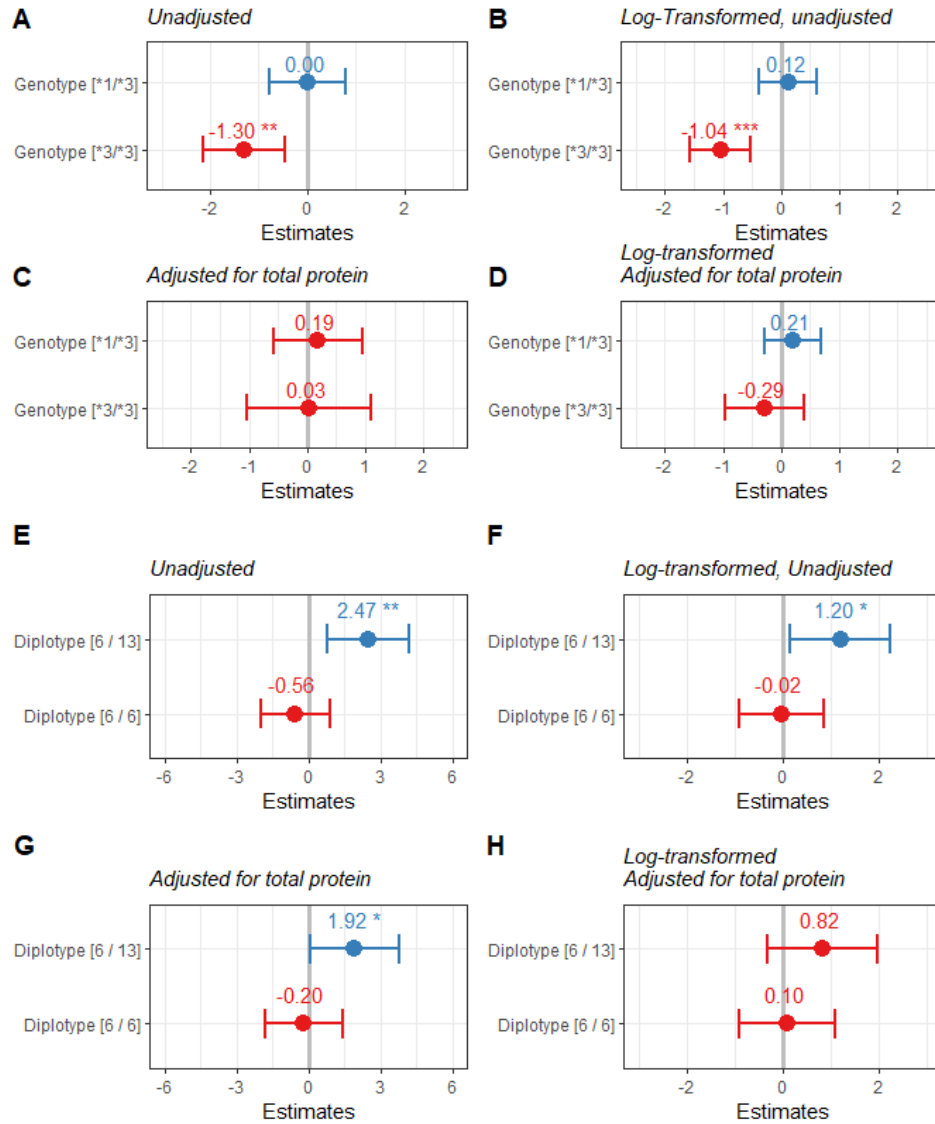 A
Unadjusted
Genotype [*1/*3]
0.00
Genotype [*3/*3]
-1.30 **
-2
0
2
Estimates
B
Log-Transformed, unadjusted
Genotype [*1/*3]
0.12
Genotype [*3/*3]
-1.04 ***
-2
-1
0
1
2
Estimates
C
Adjusted for total protein
Genotype [*1/*3]
0.19
Genotype [*3/*3]
0.03
-2
-1
0
1
2
Estimates
D
Log-transformed
Adjusted for total protein
Genotype [*1/*3]
0.21
Genotype [*3/*3]
-0.29
-2
-1
0
1
2
Estimates
E
Unadjusted
Diplotype [6 / 13]
2.47 **
Diplotype [6 / 6]
-0.56
-6
-3
0
3
6
Estimates
F
Log-transformed, Unadjusted
Diplotype [6 / 13]
1.20 *
Diplotype [6 / 6]
-0.02
-2
0
2
Estimates
G
Adjusted for total protein
Diplotype [6 / 13]
1.92 *
Diplotype [6 / 6]
-0.20
-6
-3
0
3
6
Estimates
H
Log-transformed
Adjusted for total protein
Diplotype [6 / 13]
0.82
Diplotype [6 / 6]
0.10
-2
0
2
Estimates